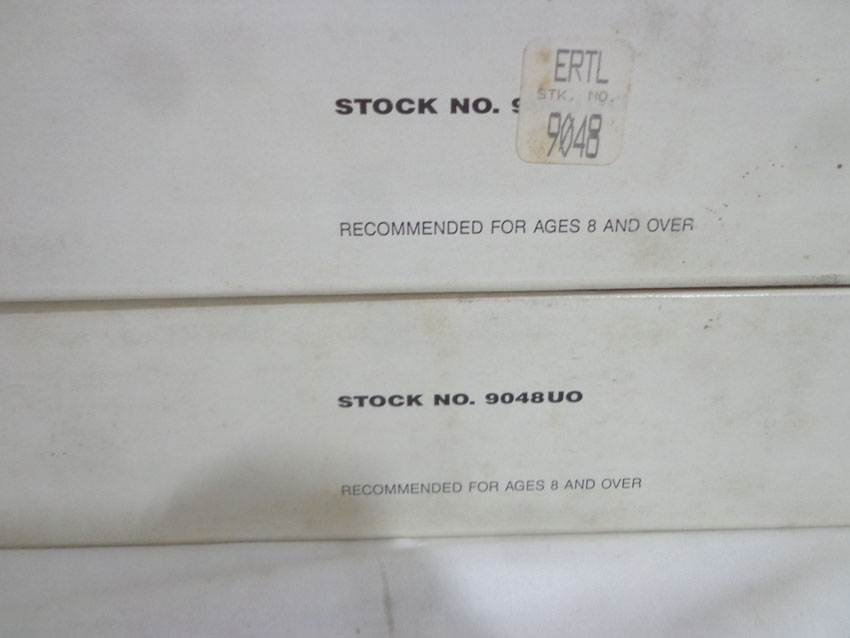 ERTL
STK. NO.
9048
STOCK NO. 9
RECOMMENDED FOR AGES 8 AND OVER
STOCK NO. 9048UO
RECOMMENDED FOR AGES 8 AND OVER